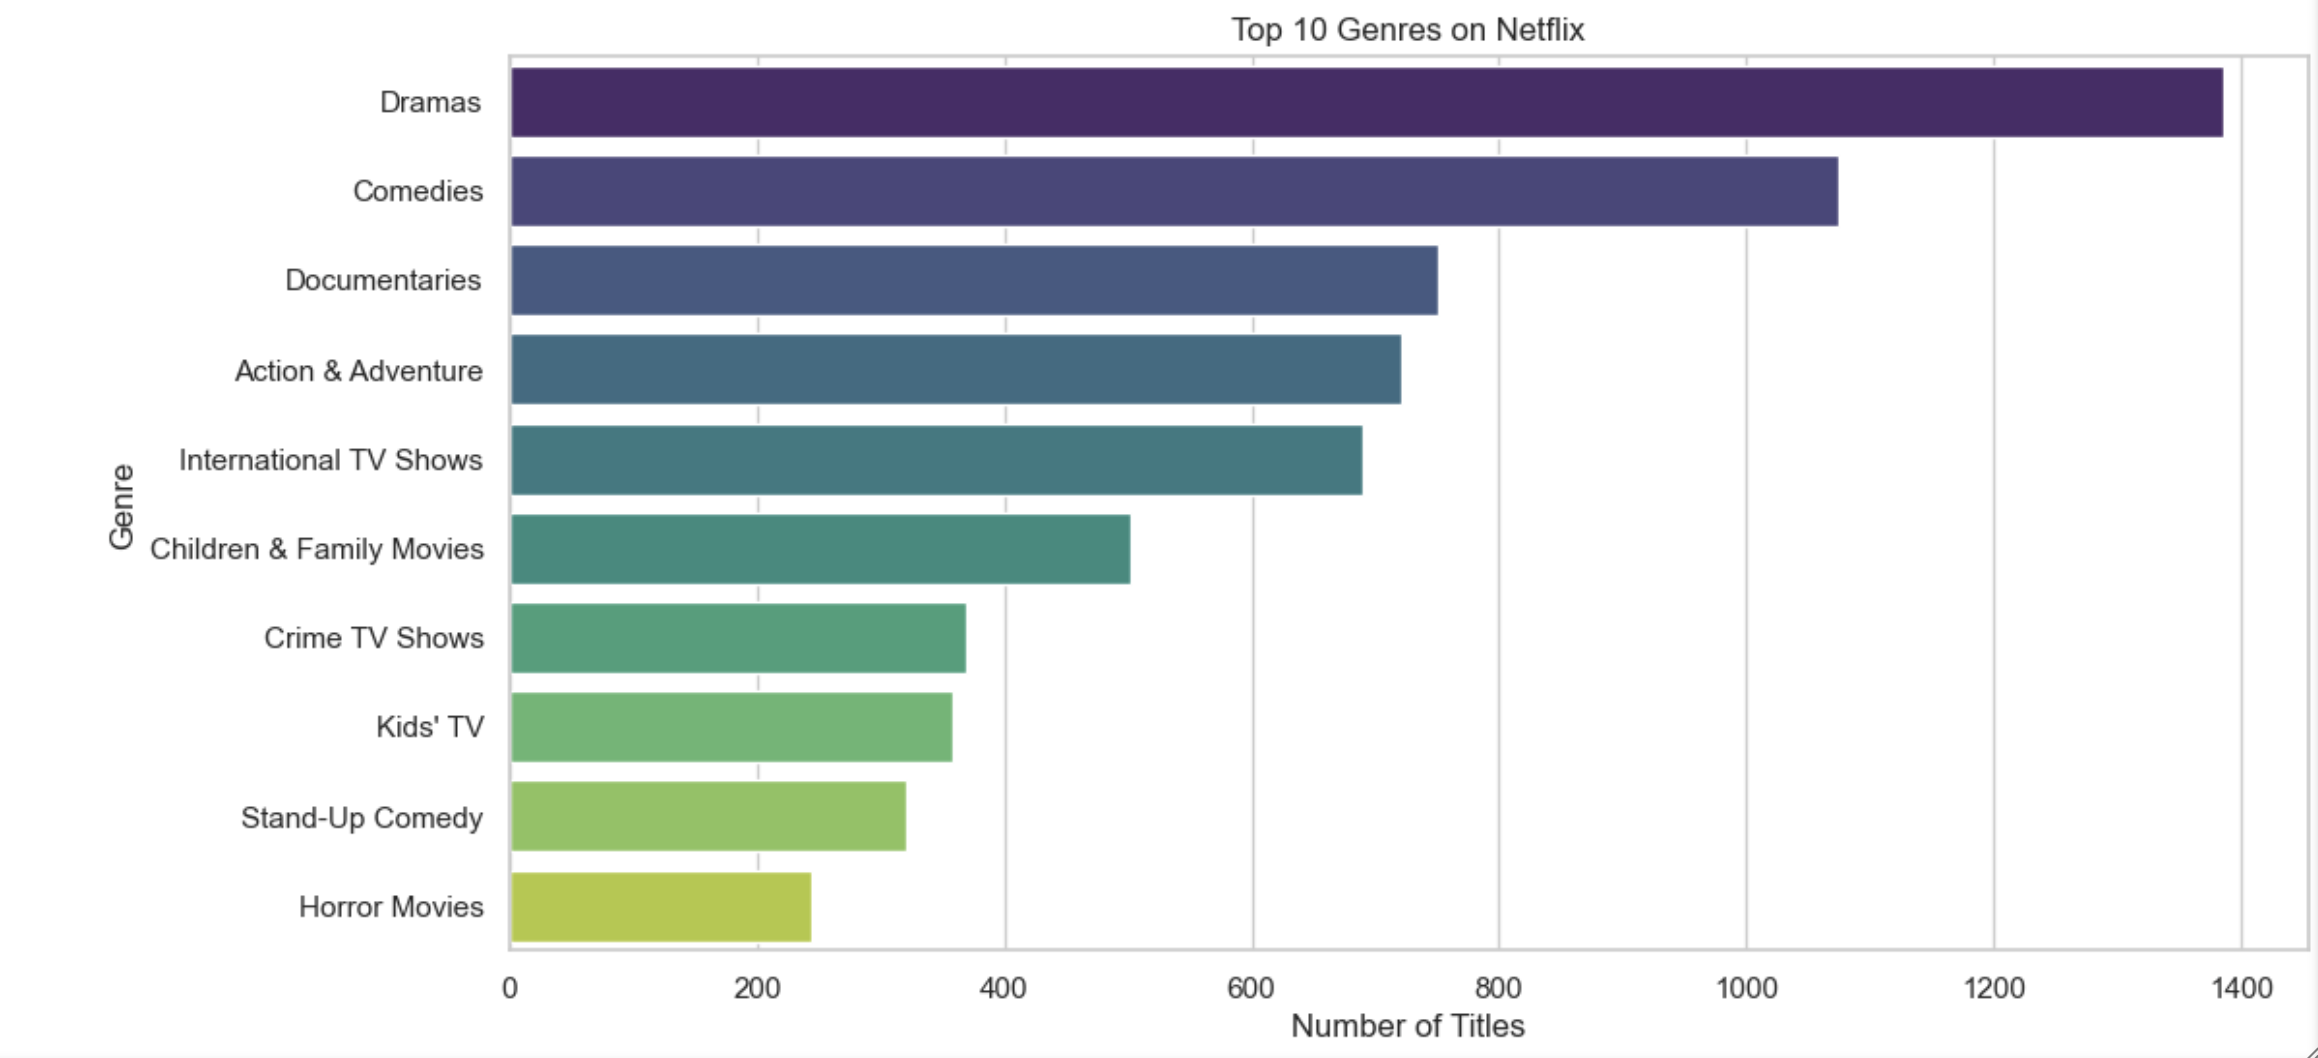 Top 10 Genres on Netflix
Dramas
Comedies
Documentaries
Action & Adventure
International TV Shows
Children & Family Movies
Crime TV Shows
Kids' TV
Stand-Up Comedy
Horror Movies
Genre
0 200 400 600 800 1000 1200 1400
Number of Titles